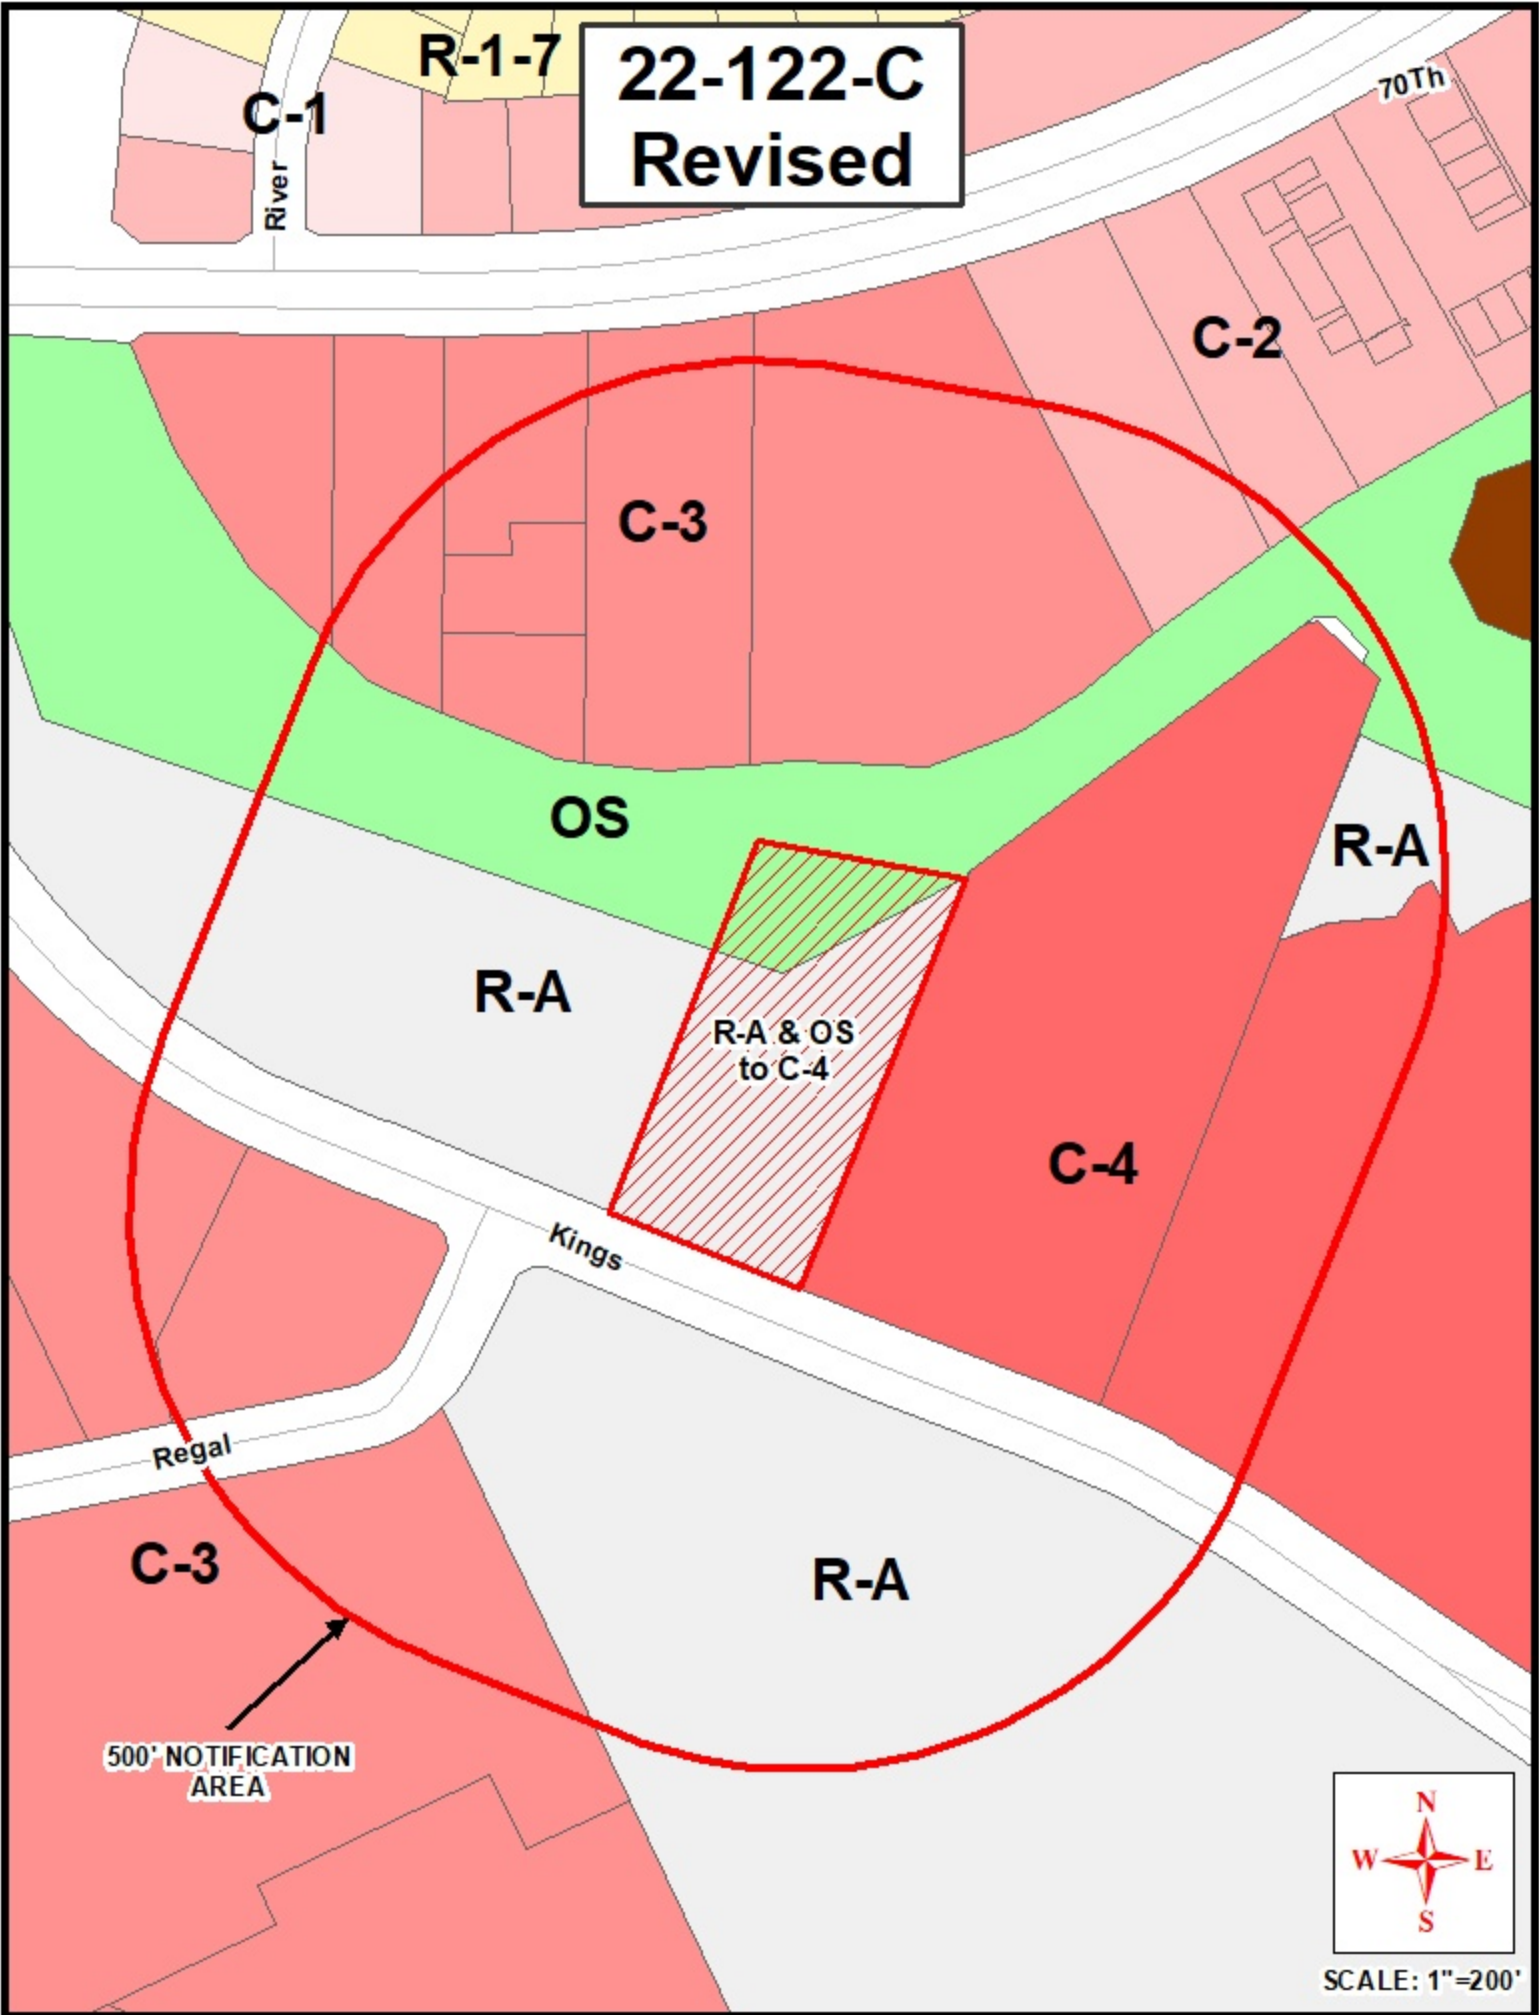 R-1-7
22-122-C
Revised
70Th
C-1
River
C-2
C-3
OS
R-A
R-A
R-A & OS
to C-4
C-4
Kings
Regal
C-3
R-A
500' NOTIFICATION
AREA
N
W E
S
SCALE: 1"=200'